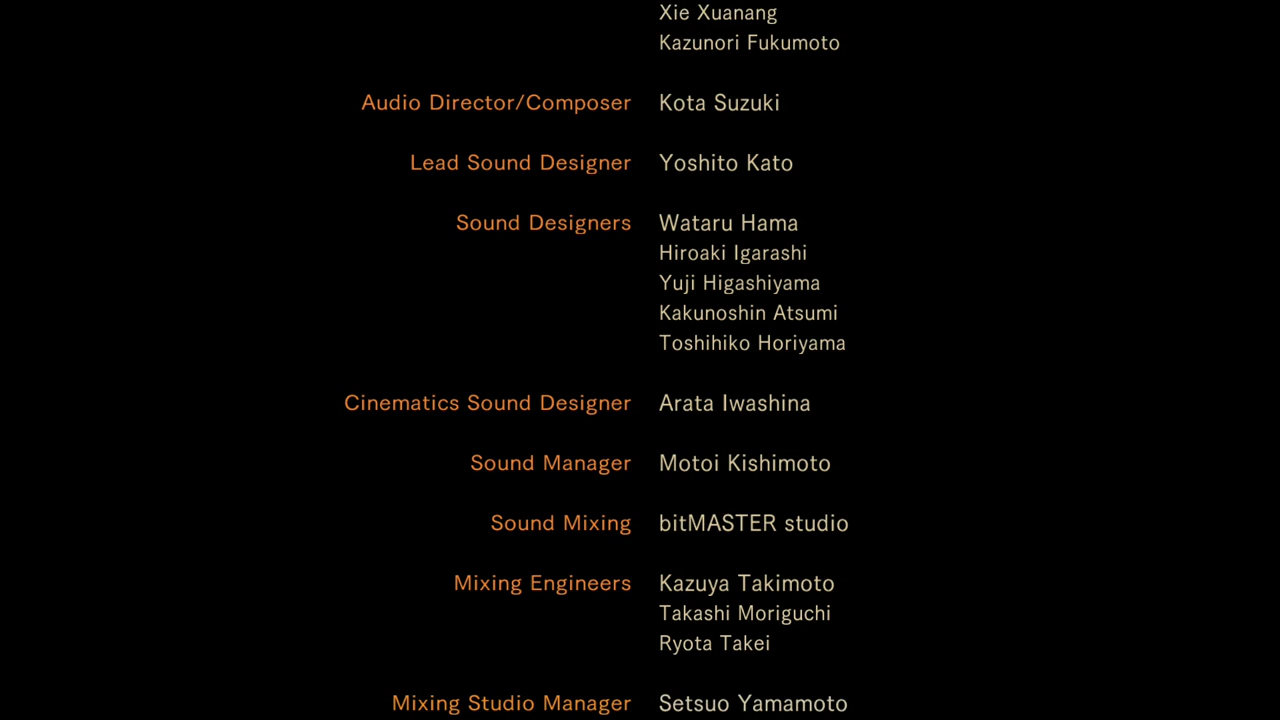 Xie Xuanang
Kazunori Fukumoto
Audio Director/Composer Kota Suzuki
Lead Sound Designer Yoshito Kato
Sound Designers Wataru Hama
Hiroaki Igarashi
Yuji Higashiyama
Kakunoshin Atsumi
Toshihiko Horiyama
Cinematics Sound Designer Arata Iwashina
Sound Manager Motoi Kishimoto
Sound Mixing bitMASTER studio
Mixing Engineers Kazuya Takimoto
Takashi Moriguchi
Ryota Takei
Mixing Studio Manager Setsuo Yamamoto